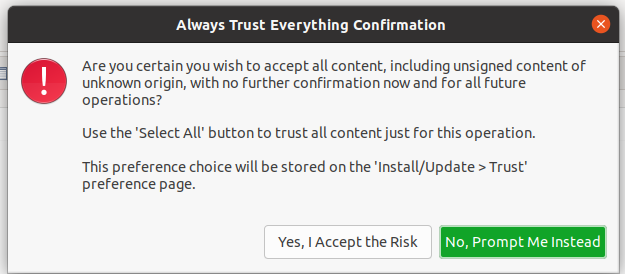 Always Trust Everything Confirmation
Are you certain you wish to accept all content, including unsigned content of
unknown origin, with no further confirmation now and for all future
operations?
Use the 'Select All' button to trust all content just for this operation.
This preference choice will be stored on the 'Install/Update > Trust'
preference page.
Yes, I Accept the Risk
No, Prompt Me Instead